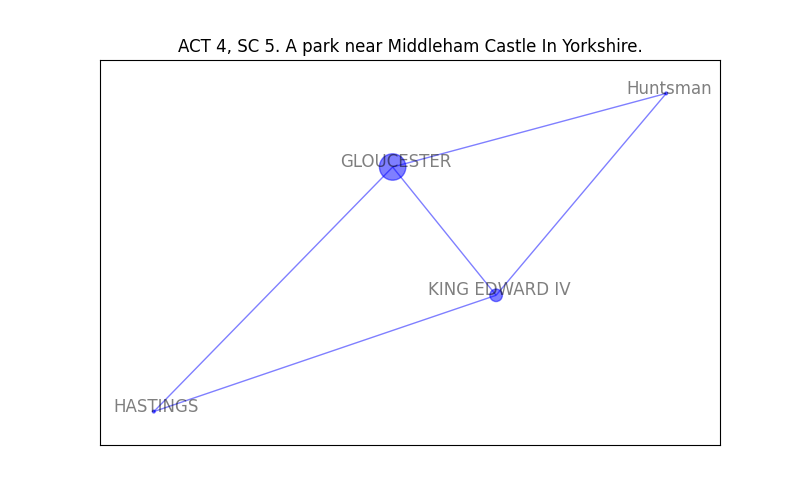 ACT 4, SC 5. A park near Middleham Castle In Yorkshire.
Huntsman
GLOUCESTER
KING EDWARD IV
HASTINGS